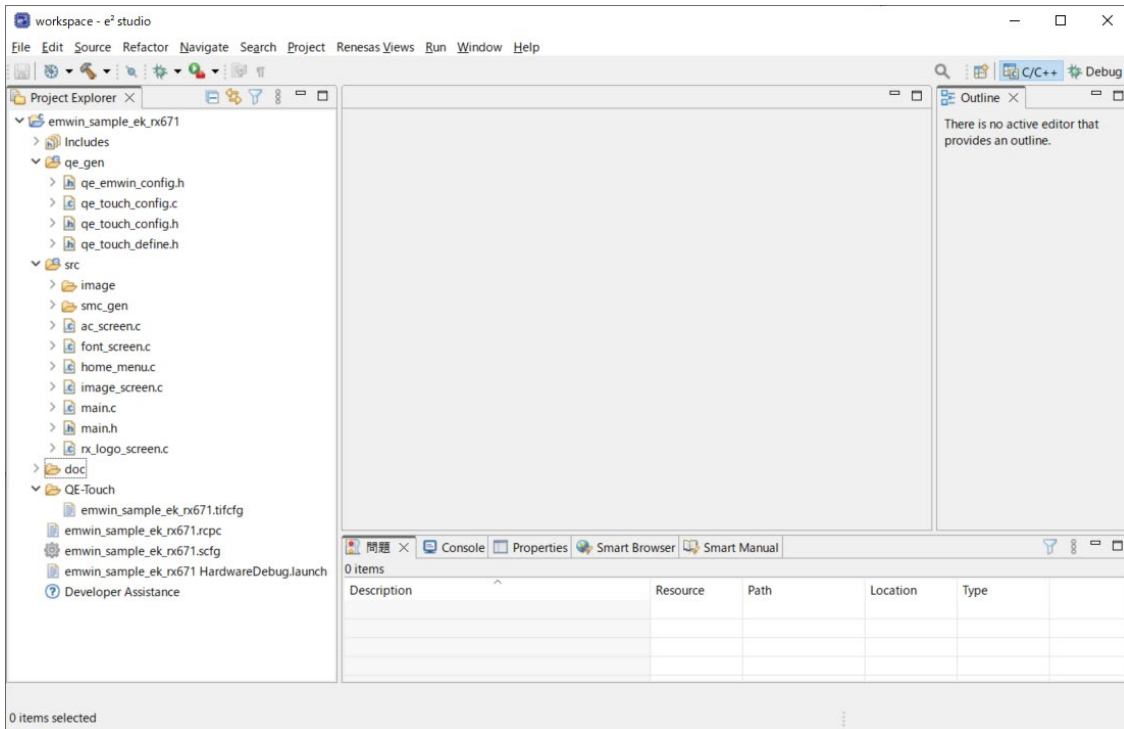 workspace - e² studio
File Edit Source Refactor Navigate Search Project Renesas Views Run Window Help
C/C++ Debug
Project Explorer
emwin_sample_ek_rx671
Includes
qe_gen
qe_emwin_config.h
qe_touch_config.c
qe_touch_config.h
qe_touch_define.h
src
image
smc_gen
ac_screen.c
font_screen.c
home_menu.c
image_screen.c
main.c
main.h
rx_logo_screen.c
doc
QE-Touch
emwin_sample_ek_rx671.tifcfg
emwin_sample_ek_rx671.rcpc
emwin_sample_ek_rx671.scfg
emwin_sample_ek_rx671 HardwareDebug.launch
Developer Assistance
Outline
There is no active editor that
provides an outline.
問題 Console Properties Smart Browser Smart Manual
0 items
Description Resource Path Location Type
0 items selected